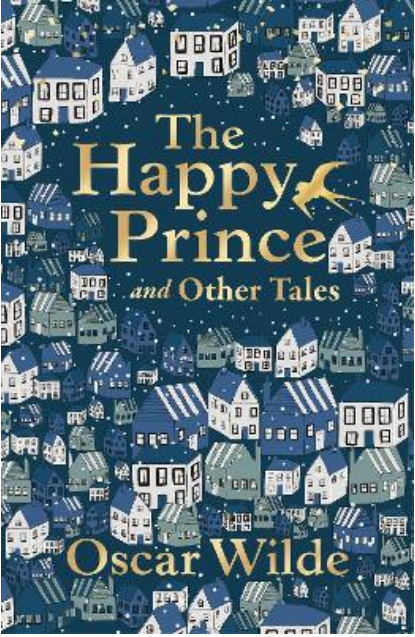 The
Happy
Prince
and Other Tales
Oscar Wilde